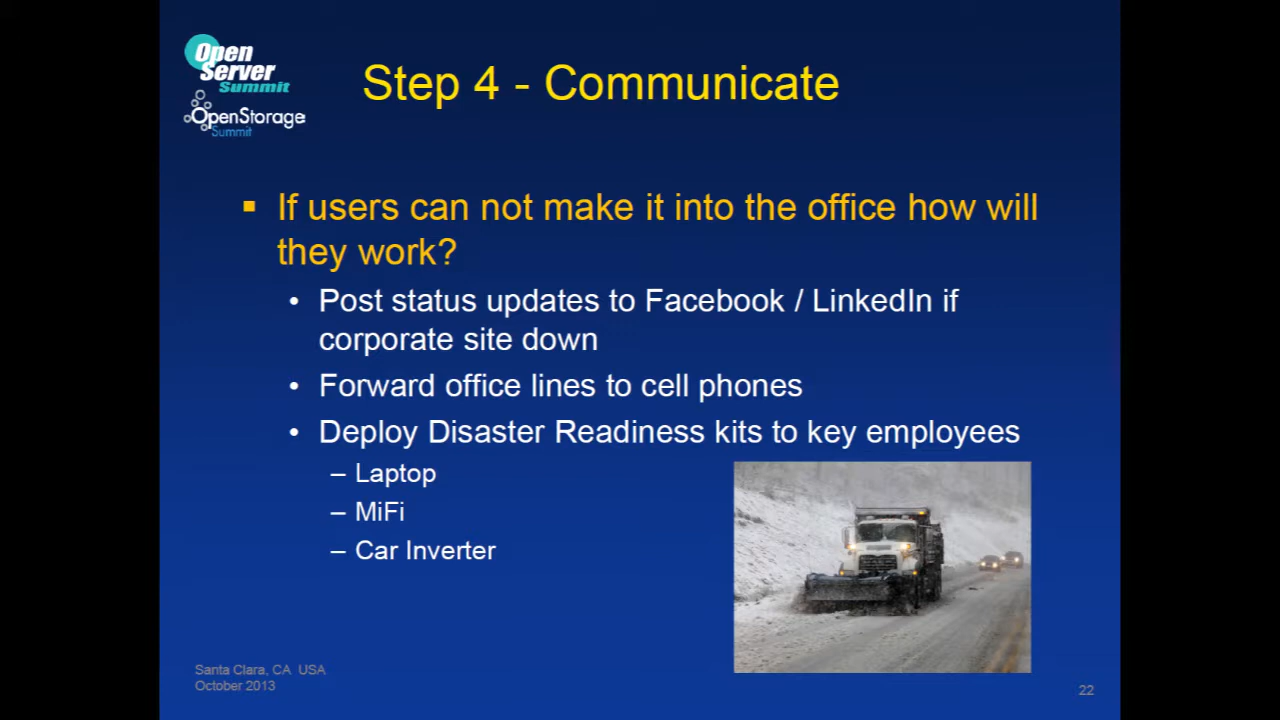 Open
Server
Summit
OpenStorage
Summit
Step 4 - Communicate
If users can not make it into the office how will
they work?
Post status updates to Facebook / LinkedIn if
corporate site down
Forward office lines to cell phones
Deploy Disaster Readiness kits to key employees
– Laptop
– MiFi
– Car Inverter
Santa Clara, CA USA
October 2013
22